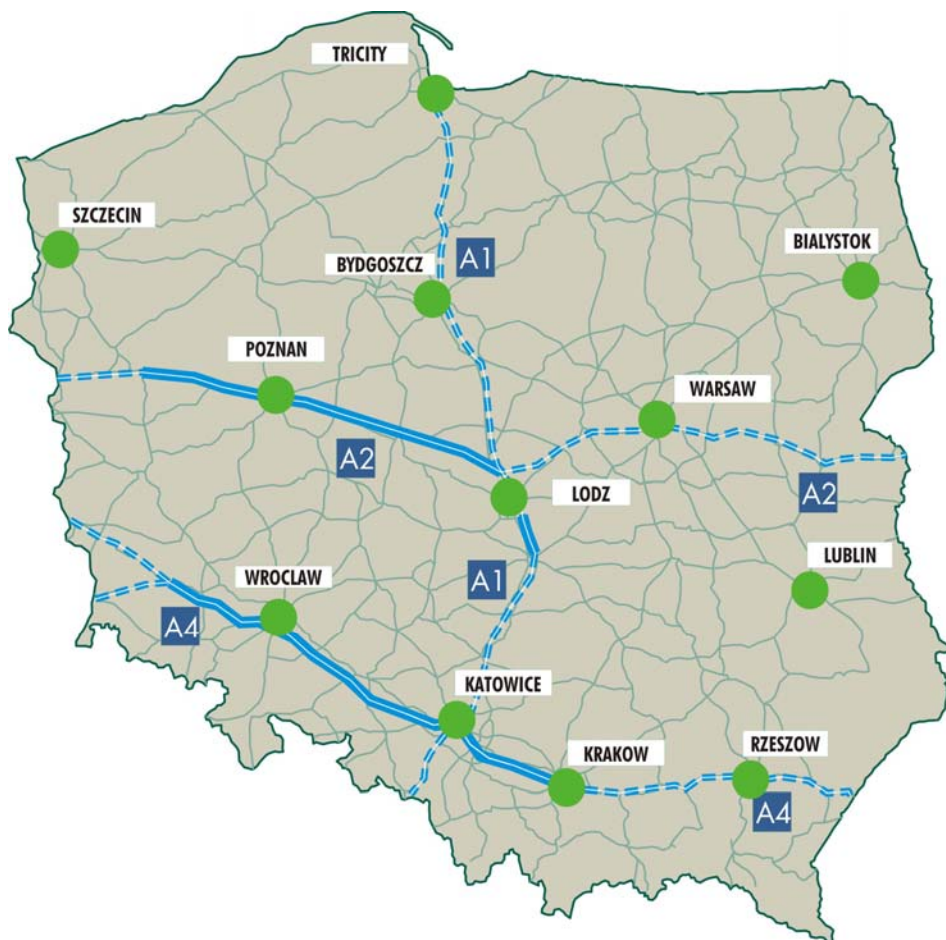 TRICITY
SZCZECIN
BIALYSTOK
BYDGOSZCZ
A1
POZNAN
WARSAW
A2
A2
LODZ
LUBLIN
WROCLAW
A1
A4
KATOWICE
RZESZOW
KRAKOW
A4